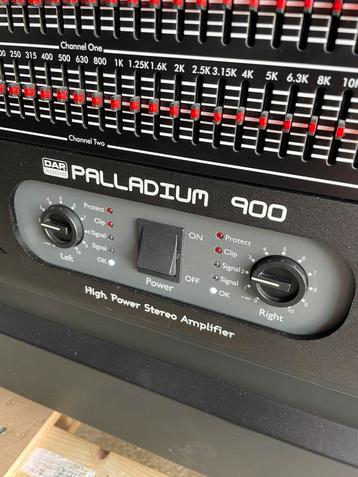 250 315 400 500 630 800 1K 1.25K 1.6K 2K 2.5K 3.15K 4K 5K 6.3K 8K
Channel One
Channel Two
DAP AUDIO PALLADIUM 900
Protect
Clip
Signal
Signal
OK
Left
ON
OFF
Power
Protect
Clip
Signal
Signal
OK
Right
High Power Stereo Amplifier